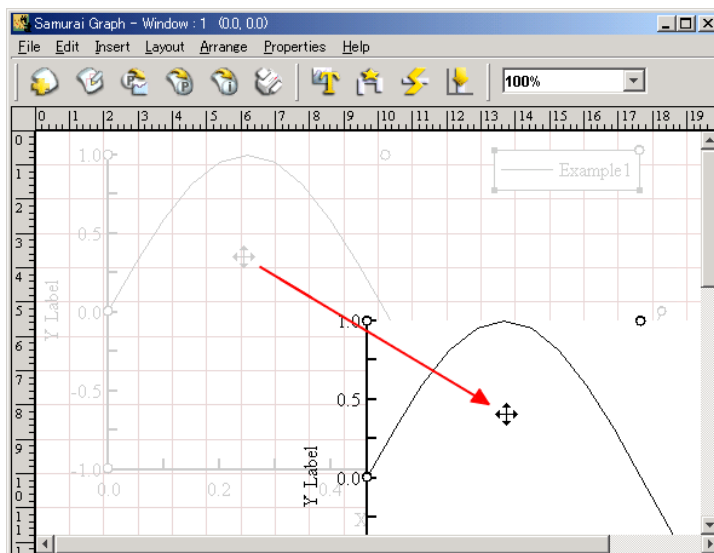 Samurai Graph - Window : 1 (0.0, 0.0)
File Edit Insert Layout Arrange Properties Help
100%
0 1 2 3 4 5 6 7 8 9 10 11 12 13 14 15 16 17 18 19
0
1
2
3
4
5
6
7
8
9
10
11
1.0
0.5
0.0
-0.5
-1.0
Y Label
0.0 0.2 0.4
X
Example1
1.0
0.5
0.0
Y Label